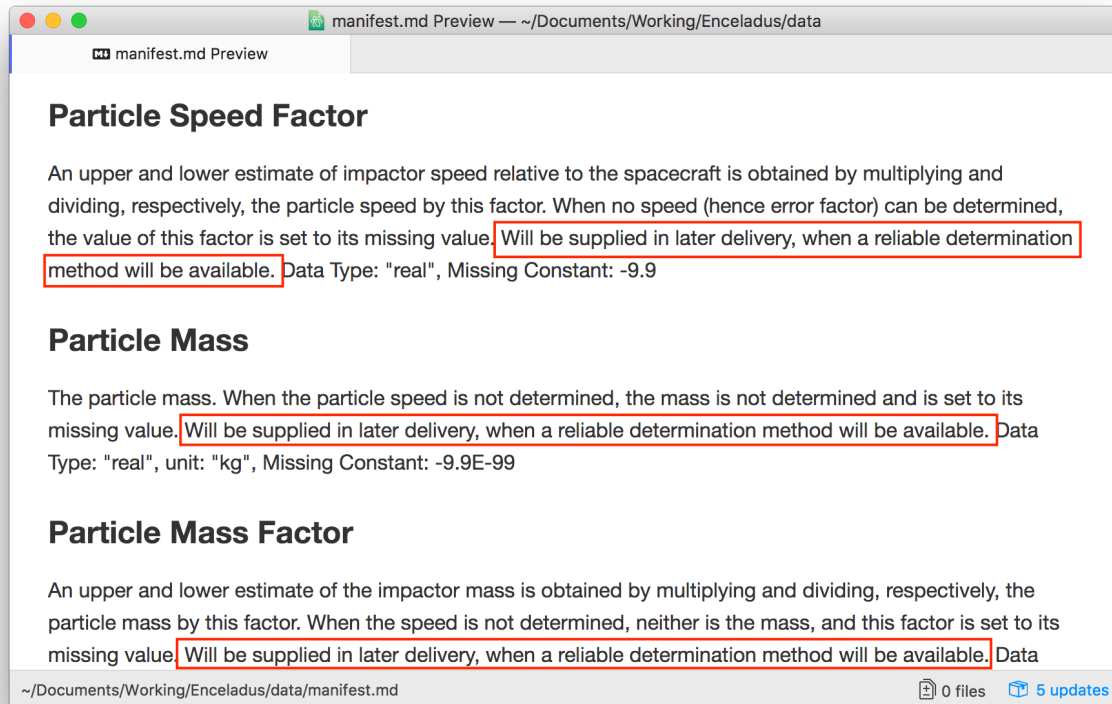 manifest.md Preview — ~/Documents/Working/Enceladus/data
manifest.md Preview
Particle Speed Factor
An upper and lower estimate of impactor speed relative to the spacecraft is obtained by multiplying and
dividing, respectively, the particle speed by this factor. When no speed (hence error factor) can be determined,
the value of this factor is set to its missing value. Will be supplied in later delivery, when a reliable determination
method will be available. Data Type: "real", Missing Constant: -9.9
Particle Mass
The particle mass. When the particle speed is not determined, the mass is not determined and is set to its
missing value. Will be supplied in later delivery, when a reliable determination method will be available. Data
Type: "real", unit: "kg", Missing Constant: -9.9E-99
Particle Mass Factor
An upper and lower estimate of the impactor mass is obtained by multiplying and dividing, respectively, the
particle mass by this factor. When the speed is not determined, neither is the mass, and this factor is set to its
missing value. Will be supplied in later delivery, when a reliable determination method will be available. Data
~/Documents/Working/Enceladus/data/manifest.md 0 files 5 updates